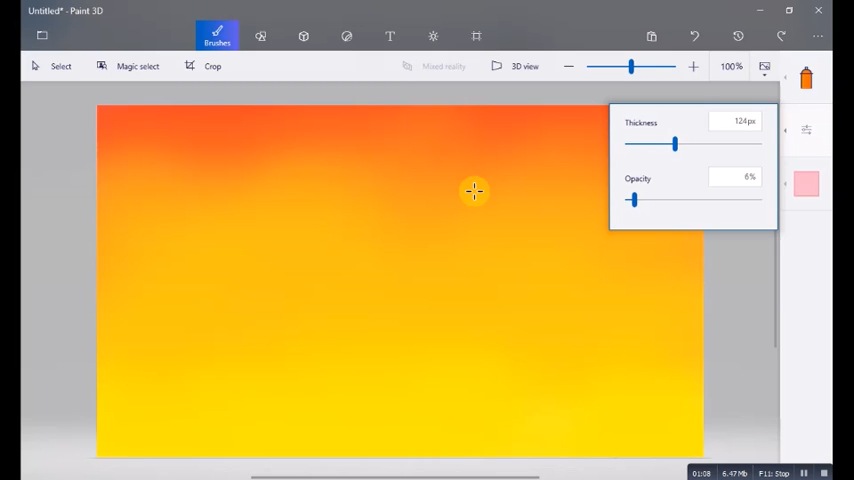 Untitled* - Paint 3D
Brushes
T
Select
Magic select
Crop
Mixed reality
3D view
100%
Thickness
124px
Opacity
6%
01:08
6.47 Mb
F11: Stop